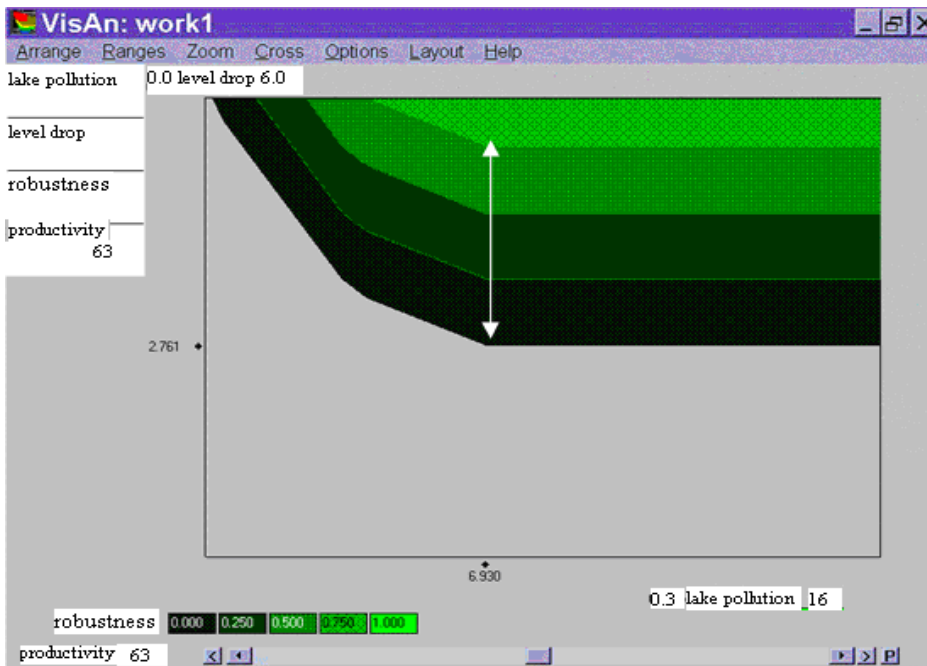 VisAn: work1
Arrange Ranges Zoom Cross Options Layout Help
lake pollution 0.0 level drop 6.0
level drop
robustness
productivity
63
2.761
6.930
0.3 lake pollution 16
robustness 0.000 0.250 0.500 0.750 1.000
productivity 63 P